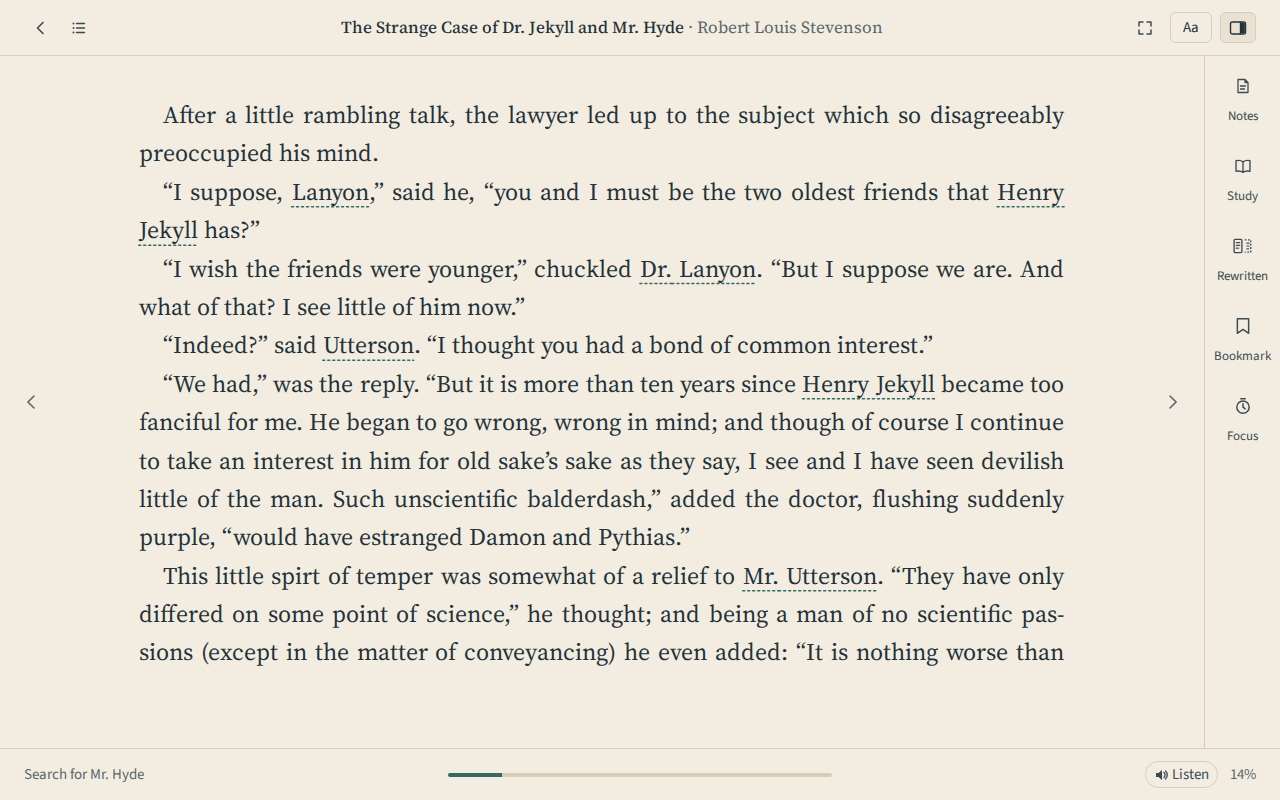 The Strange Case of Dr. Jekyll and Mr. Hyde · Robert Louis Stevenson
Aa
After a little rambling talk, the lawyer led up to the subject which so disagreeably
preoccupied his mind.
“I suppose, Lanyon,” said he, “you and I must be the two oldest friends that Henry
Jekyll has?”
“I wish the friends were younger,” chuckled Dr. Lanyon. “But I suppose we are. And
what of that? I see little of him now.”
“Indeed?” said Utterson. “I thought you had a bond of common interest.”
“We had,” was the reply. “But it is more than ten years since Henry Jekyll became too
fanciful for me. He began to go wrong, wrong in mind; and though of course I continue
to take an interest in him for old sake’s sake as they say, I see and I have seen devilish
little of the man. Such unscientific balderdash,” added the doctor, flushing suddenly
purple, “would have estranged Damon and Pythias.”
This little spirt of temper was somewhat of a relief to Mr. Utterson. “They have only
differed on some point of science,” he thought; and being a man of no scientific pas-
sions (except in the matter of conveyancing) he even added: “It is nothing worse than
Notes
Study
Rewritten
Bookmark
Focus
Search for Mr. Hyde
Listen
14%